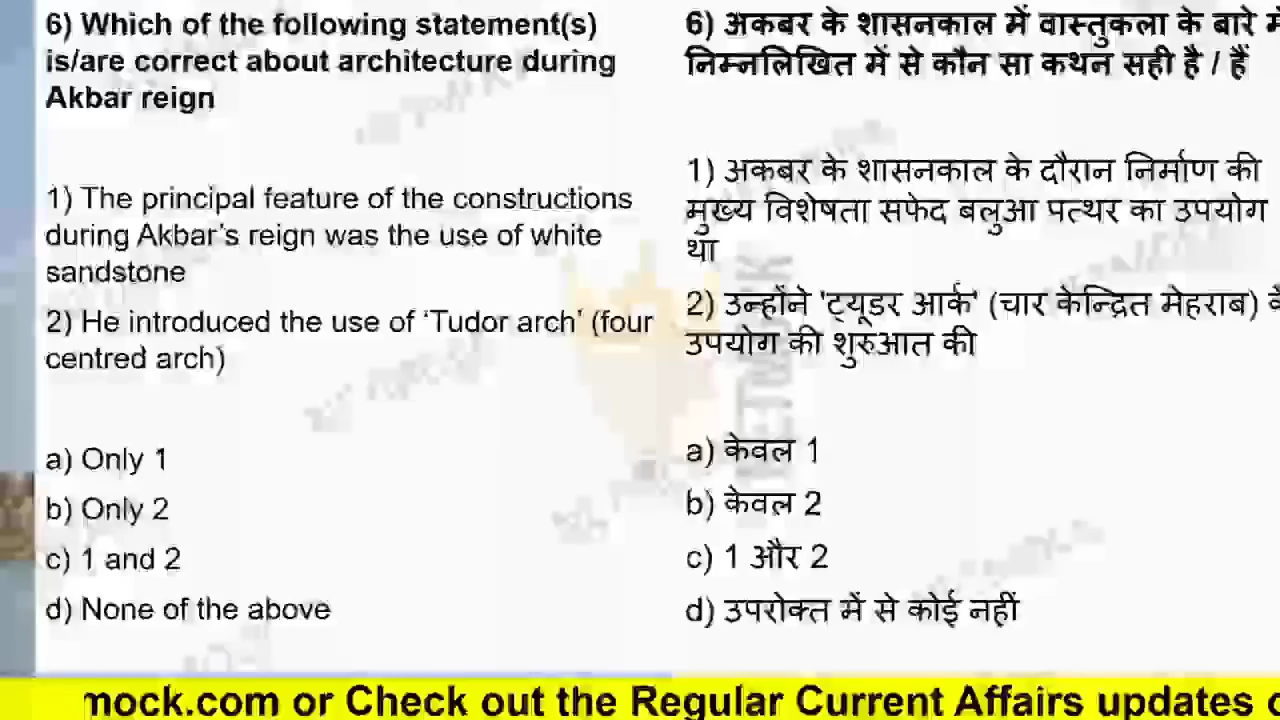 6) Which of the following statement(s)
is/are correct about architecture during
Akbar reign
1) The principal feature of the constructions
during Akbar's reign was the use of white
sandstone
2) He introduced the use of ‘Tudor arch’ (four
centred arch)
a) Only 1
b) Only 2
c) 1 and 2
d) None of the above
6) अकबर के शासनकाल में वास्तुकला के बारे में
निम्नलिखित में से कौन सा कथन सही है / हैं
1) अकबर के शासनकाल के दौरान निर्माण की
मुख्य विशेषता सफेद बलुआ पत्थर का उपयोग
था
2) उन्होंने 'ट्यूडर आर्क' (चार केन्द्रित मेहराब)
उपयोग की शुरुआत की
a) केवल 1
b) केवल 2
c) 1 और 2
d) उपरोक्त में से कोई नहीं
NETWORK
mock.com or Check out the Regular Current Affairs updates